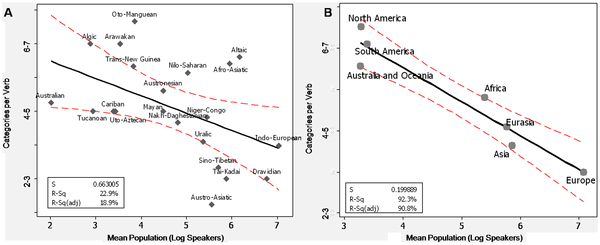 A
Categories per Verb
6-7
4-5
2-3
Oto-Manguean
Algic
Arawakan
Altaic
Trans-New Guinea
Nilo-Saharan
Afro-Asiatic
Austronesian
Australian
Cariban
Mayan
Niger-Congo
Tucanoan
Uto-Aztecan
Nakh-Daghestanian
Uralic
Indo-European
Sino-Tibetan
Tai-Kadai
Dravidian
Austro-Asiatic
S 0.663005
R-Sq 22.9%
R-Sq(adj) 18.9%
2 3 4 5 6 7
Mean Population (Log Speakers)
B
Categories per Verb
6-7
4-5
2-3
North America
South America
Australia and Oceania
Africa
Eurasia
Asia
Europe
S 0.199889
R-Sq 92.3%
R-Sq(adj) 90.8%
3 4 5 6 7
Mean Population (Log Speakers)